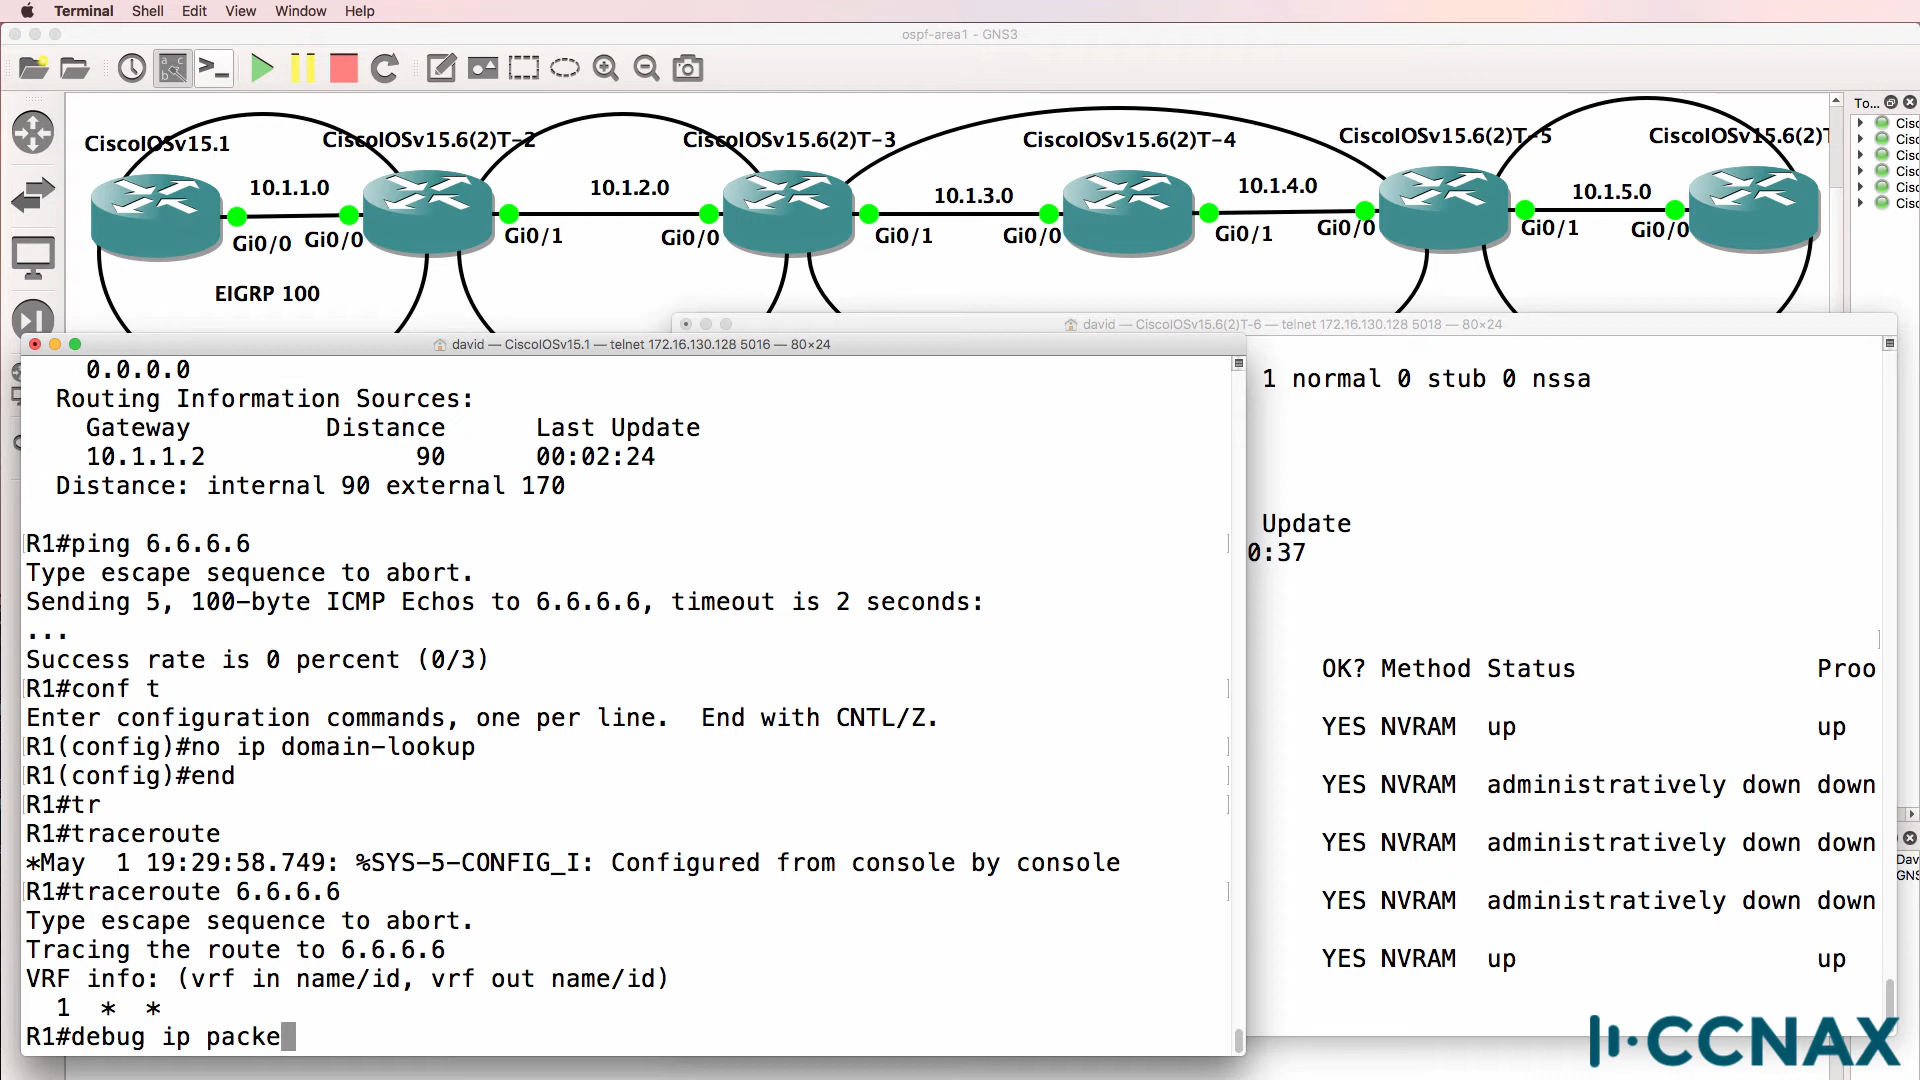 Terminal Shell Edit View Window Help
ospf-area1 - GNS3
To...
CiscoIOSv15.1
CiscoIOSv15.6(2)T-2
CiscoIOSv15.6(2)T-3
CiscoIOSv15.6(2)T-4
CiscoIOSv15.6(2)T-5
CiscoIOSv15.6(2)T
10.1.1.0
10.1.2.0
10.1.3.0
10.1.4.0
10.1.5.0
Gi0/0 Gi0/0 Gi0/1 Gi0/0 Gi0/1 Gi0/0 Gi0/1 Gi0/0 Gi0/1 Gi0/0
EIGRP 100
Cisc
Cisc
Cisc
Cisc
Cisc
Cisc
david — CiscoIOSv15.6(2)T-6 — telnet 172.16.130.128 5018 — 80×24
david — CiscoIOSv15.1 — telnet 172.16.130.128 5016 — 80×24
0.0.0.0
Routing Information Sources:
Gateway Distance Last Update
10.1.1.2 90 00:02:24
Distance: internal 90 external 170
R1#ping 6.6.6.6
Type escape sequence to abort.
Sending 5, 100-byte ICMP Echos to 6.6.6.6, timeout is 2 seconds:
...
Success rate is 0 percent (0/3)
R1#conf t
Enter configuration commands, one per line. End with CNTL/Z.
R1(config)#no ip domain-lookup
R1(config)#end
R1#tr
R1#traceroute
*May 1 19:29:58.749: %SYS-5-CONFIG_I: Configured from console by console
R1#traceroute 6.6.6.6
Type escape sequence to abort.
Tracing the route to 6.6.6.6
VRF info: (vrf in name/id, vrf out name/id)
1 * *
R1#debug ip packe
1 normal 0 stub 0 nssa
Update
0:37
OK? Method Status Proo
YES NVRAM up up
YES NVRAM administratively down down
YES NVRAM administratively down down
YES NVRAM administratively down down
YES NVRAM up up
Dav
GNS
CCNAX